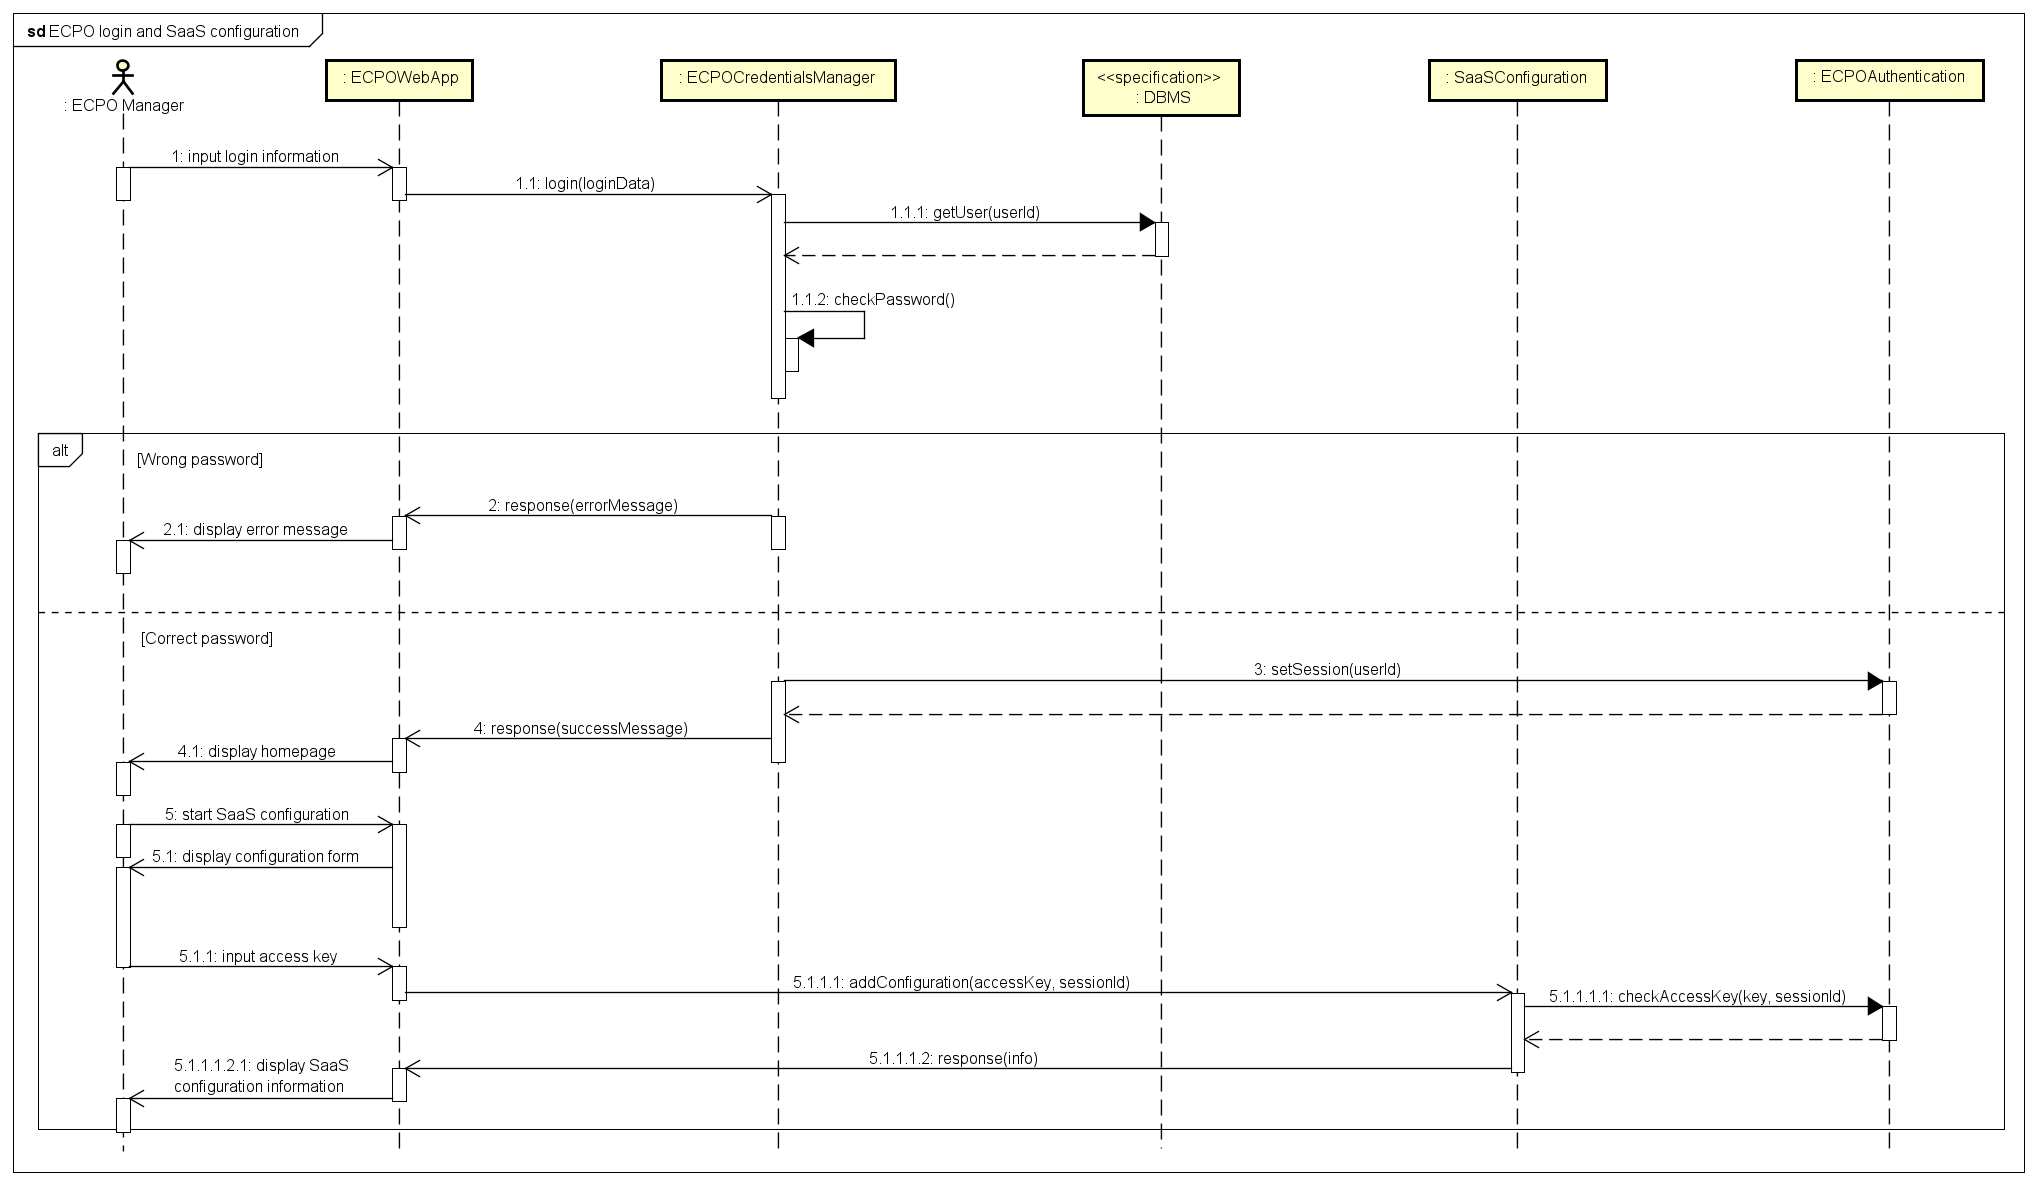 sd ECPO login and SaaS configuration
: ECPO Manager
: ECPOWebApp
: ECPOCredentialsManager
<<specification>>
: DBMS
: SaaSConfiguration
: ECPOAuthentication
1: input login information
1.1: login(loginData)
1.1.1: getUser(userId)
1.1.2: checkPassword()
alt
[Wrong password]
2: response(errorMessage)
2.1: display error message
[Correct password]
3: setSession(userId)
4: response(successMessage)
4.1: display homepage
5: start SaaS configuration
5.1: display configuration form
5.1.1: input access key
5.1.1.1: addConfiguration(accessKey, sessionId)
5.1.1.1.1: checkAccessKey(key, sessionId)
5.1.1.1.2: response(info)
5.1.1.1.2.1: display SaaS
configuration information